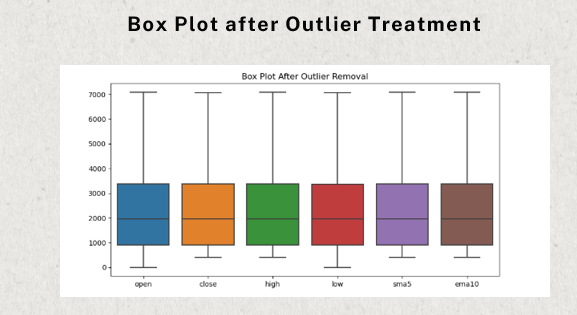 Box Plot after Outlier Treatment
Box Plot After Outlier Removal
7000
6000
5000
4000
3000
2000
1000
0
open close high low sma5 ema10